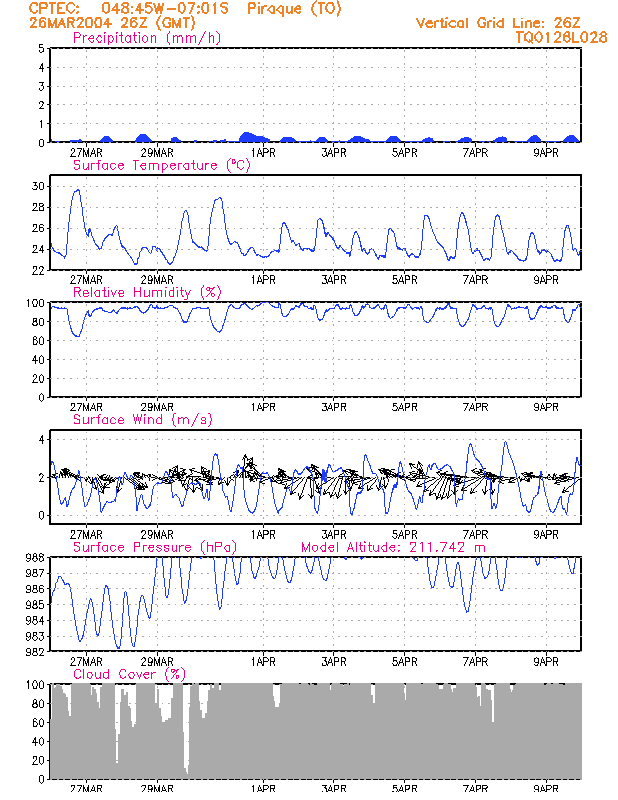 CPTEC: 048:45W-07:01S Piraque (TO)
26MAR2004 26Z (GMT) Vertical Grid Line: 26Z
Precipitation (mm/h) TQ0126L028
5
4
3
2
1
0
27MAR 29MAR 1APR 3APR 5APR 7APR 9APR
Surface Temperature (°C)
30
28
26
24
22
27MAR 29MAR 1APR 3APR 5APR 7APR 9APR
Relative Humidity (%)
100
80
60
40
20
0
27MAR 29MAR 1APR 3APR 5APR 7APR 9APR
Surface Wind (m/s)
4
2
0
27MAR 29MAR 1APR 3APR 5APR 7APR 9APR
Surface Pressure (hPa) Model Altitude: 211.742 m
988
987
986
985
984
983
982
27MAR 29MAR 1APR 3APR 5APR 7APR 9APR
Cloud Cover (%)
100
80
60
40
20
0
27MAR 29MAR 1APR 3APR 5APR 7APR 9APR